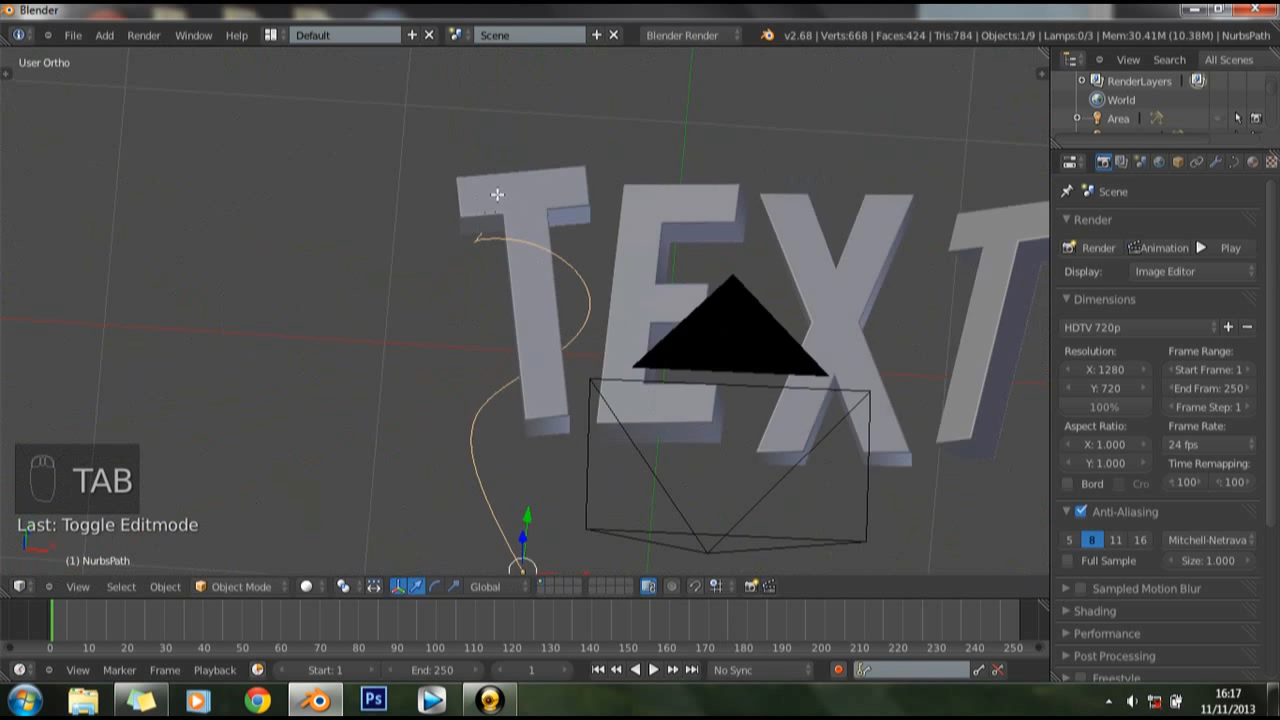 Blender
File Add Render Window Help Default Scene Blender Render v2.68 | Verts:668 | Faces:424 | Tris:784 | Objects:1/9 | Lamps:0/3 | Mem:30.41M (10.38M) | NurbsPath
User Ortho
View Search All Scenes
RenderLayers
World
Area
Scene
Render
Render Animation Play
Display: Image Editor
Dimensions
HDTV 720p
Resolution: Frame Range:
X: 1280 Start Frame: 1
Y: 720 End Fram: 250
100% Frame Step: 1
Aspect Ratio: Frame Rate:
X: 1.000 24 fps
Y: 1.000 Time Remapping:
Bord Cro 100 100
Anti-Aliasing
5 8 11 16 Mitchell-Netrava
Full Sample Size: 1.000
Sampled Motion Blur
Shading
Performance
Post Processing
Freestyle
TEXT
TAB
Last: Toggle Editmode
(1) NurbsPath
View Select Object Object Mode Global
0 10 20 30 40 50 60 70 80 90 100 110 120 130 140 150 160 170 180 190 200 210 220 230 240 250
View Marker Frame Playback Start: 1 End: 250 1 No Sync
Ps
16:17
11/11/2013